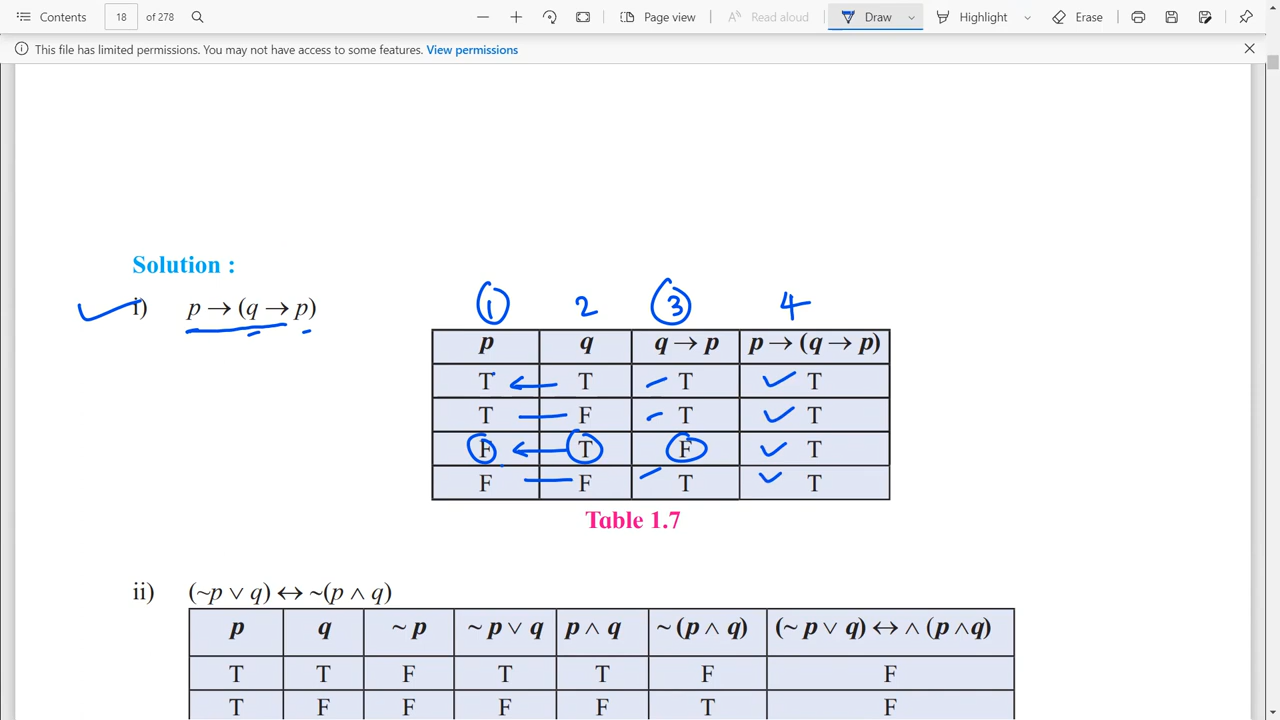 Contents 18 of 278 Page view Read aloud Draw Highlight Erase
This file has limited permissions. You may not have access to some features. View permissions
Solution :
i) p → (q → p)
1 2 3 4
p q q → p p → (q → p)
T T T T
T F T T
F T F T
F F T T
Table 1.7
ii) (~p ∨ q) ↔ ~(p ∧ q)
p q ~ p ~ p ∨ q p ∧ q ~ (p ∧ q) (~ p ∨ q) ↔ ∧ (p ∧q)
T T F T T F F
T F F F F T F